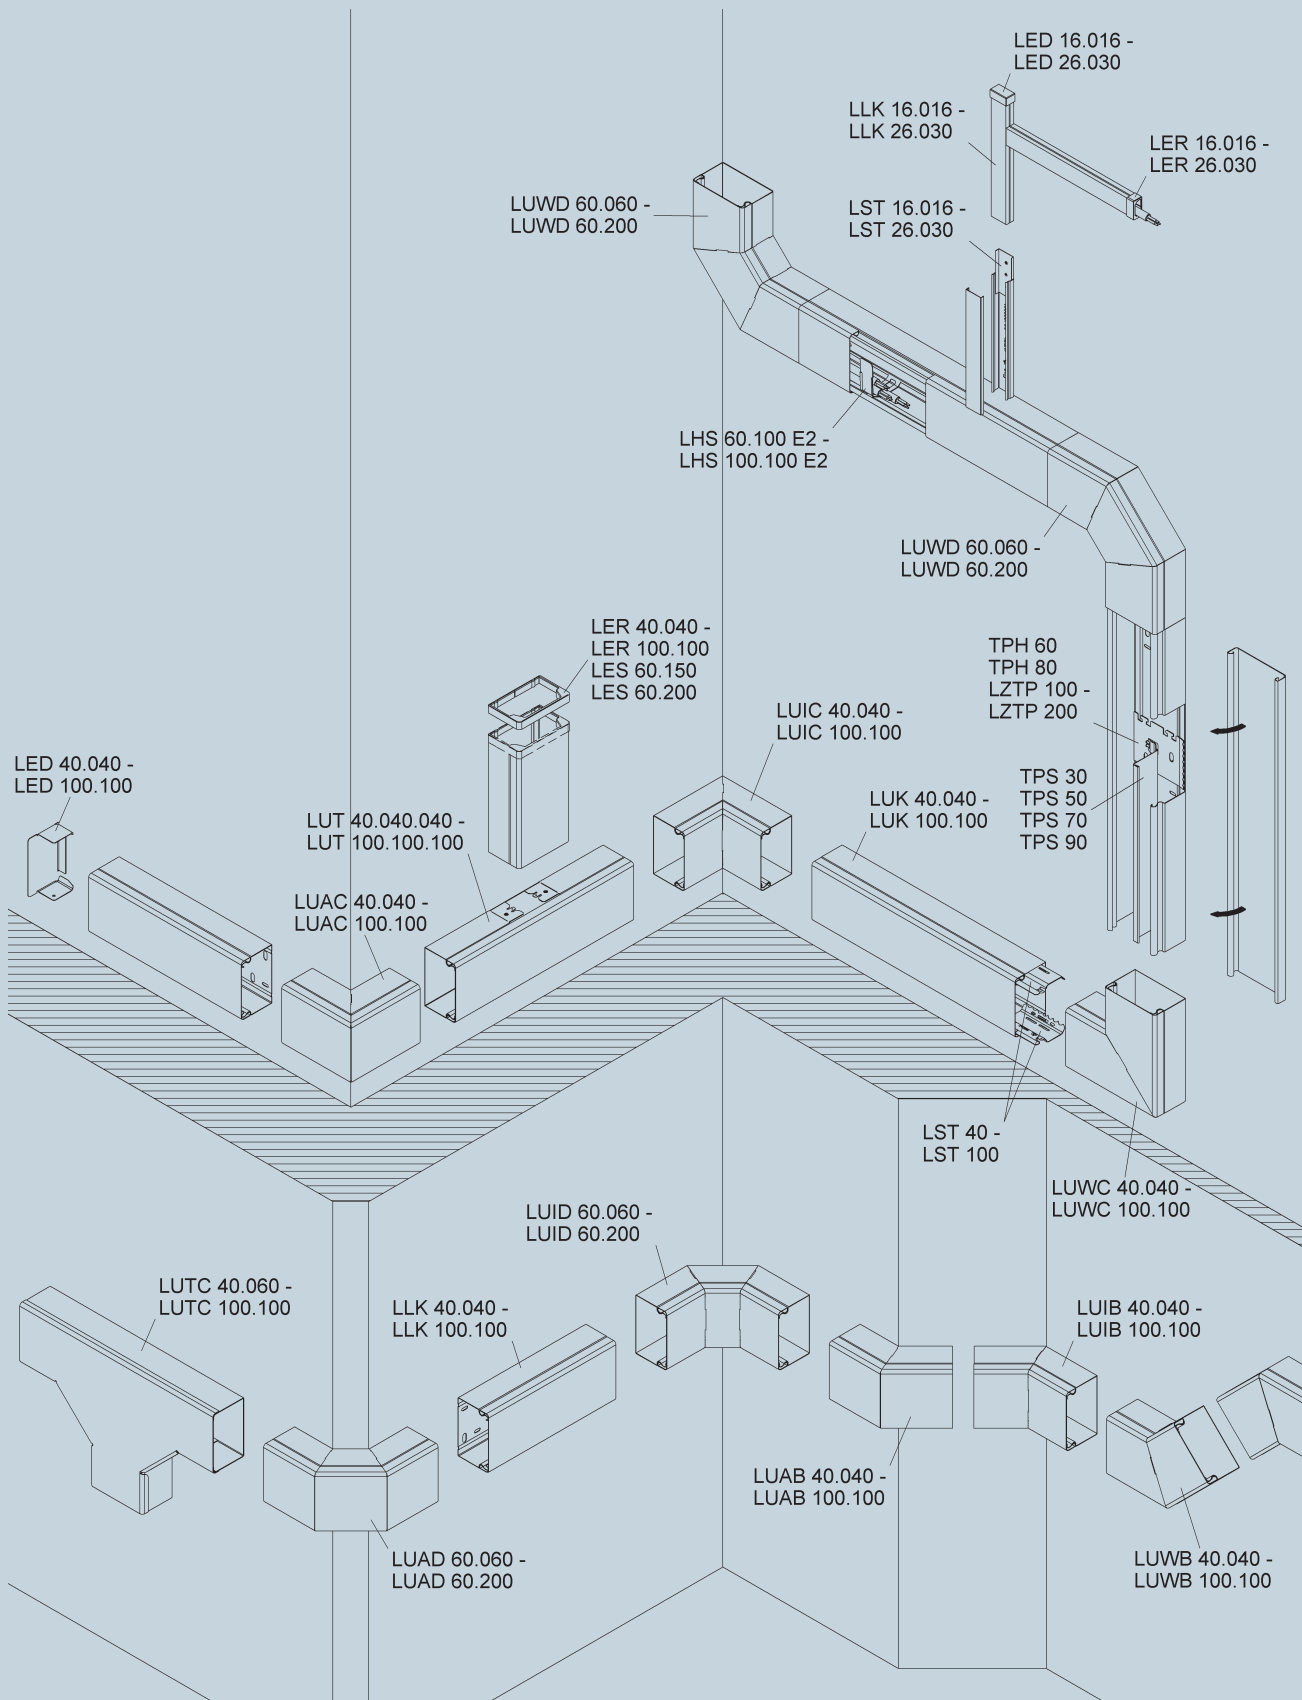 LED 16.016 -
LED 26.030
LLK 16.016 -
LLK 26.030
LER 16.016 -
LER 26.030
LUWD 60.060 -
LUWD 60.200
LST 16.016 -
LST 26.030
LHS 60.100 E2 -
LHS 100.100 E2
LUWD 60.060 -
LUWD 60.200
LER 40.040 -
LER 100.100
LES 60.150
LES 60.200
TPH 60
TPH 80
LZTP 100 -
LZTP 200
LUIC 40.040 -
LUIC 100.100
LED 40.040 -
LED 100.100
TPS 30
TPS 50
TPS 70
TPS 90
LUK 40.040 -
LUK 100.100
LUT 40.040.040 -
LUT 100.100.100
LUAC 40.040 -
LUAC 100.100
LST 40 -
LST 100
LUWC 40.040 -
LUWC 100.100
LUID 60.060 -
LUID 60.200
LUTC 40.060 -
LUTC 100.100
LLK 40.040 -
LLK 100.100
LUIB 40.040 -
LUIB 100.100
LUAB 40.040 -
LUAB 100.100
LUAD 60.060 -
LUAD 60.200
LUWB 40.040 -
LUWB 100.100